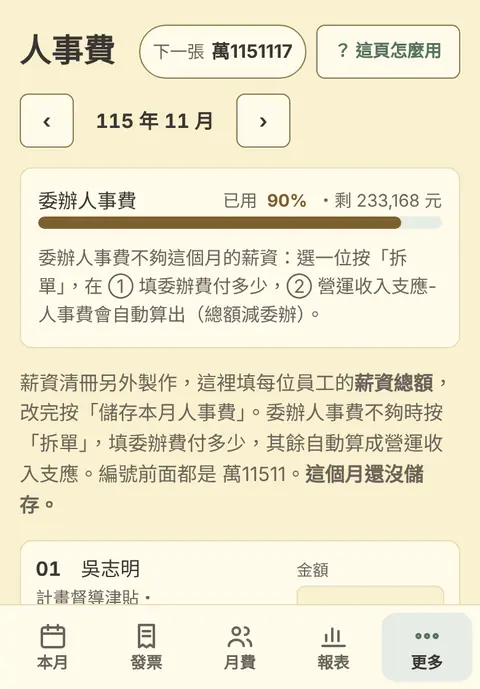 人事費
下一張 萬1151117
？ 這頁怎麼用
‹ 115 年 11 月 ›
委辦人事費 已用 90% ・剩 233,168 元
委辦人事費不夠這個月的薪資：選一位按「拆
單」，在 ① 填委辦費付多少，② 營運收入支應-
人事費會自動算出（總額減委辦）。
薪資清冊另外製作，這裡填每位員工的薪資總額，
改完按「儲存本月人事費」。委辦人事費不夠時按
「拆單」，填委辦費付多少，其餘自動算成營運收
入支應。編號前面都是 萬11511。這個月還沒儲
存。
01 吳志明 金額
計畫督導津貼・
本月 發票 月費 報表 更多